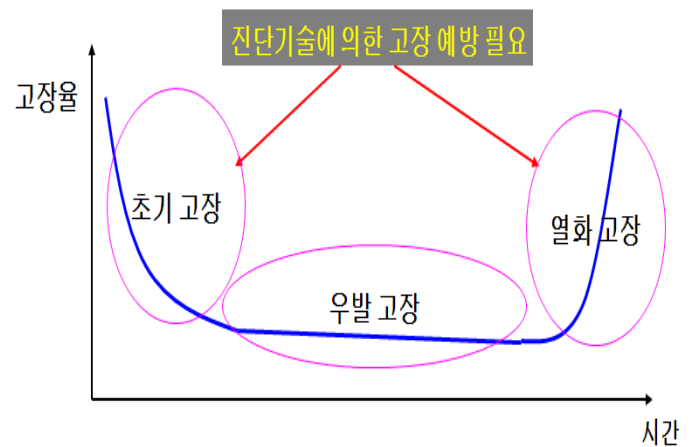 진단기술에 의한 고장 예방 필요
고장율
초기 고장
열화 고장
우발 고장
시간